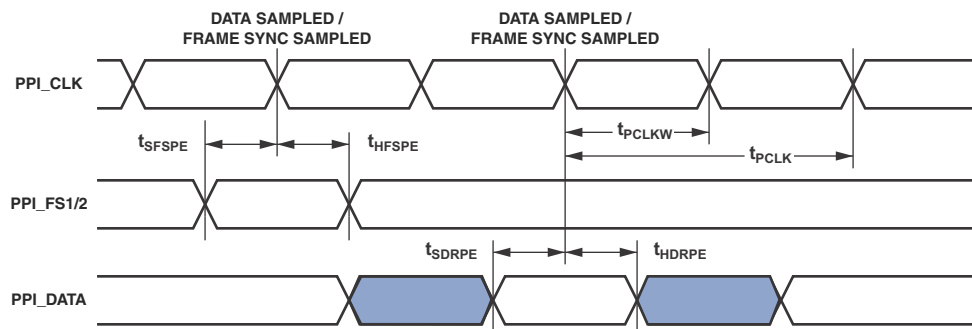 DATA SAMPLED /
FRAME SYNC SAMPLED
DATA SAMPLED /
FRAME SYNC SAMPLED
PPI_CLK
tSFSPE
tHFSPE
tPCLKW
tPCLK
PPI_FS1/2
tSDRPE
tHDRPE
PPI_DATA